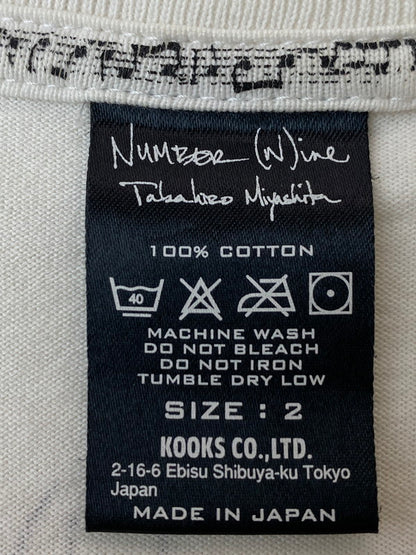 NUMBER (N)ine
Takahiro Miyashita
100% COTTON
40
MACHINE WASH
DO NOT BLEACH
DO NOT IRON
TUMBLE DRY LOW
SIZE : 2
KOOKS CO.,LTD.
2-16-6 Ebisu Shibuya-ku Tokyo
Japan
MADE IN JAPAN